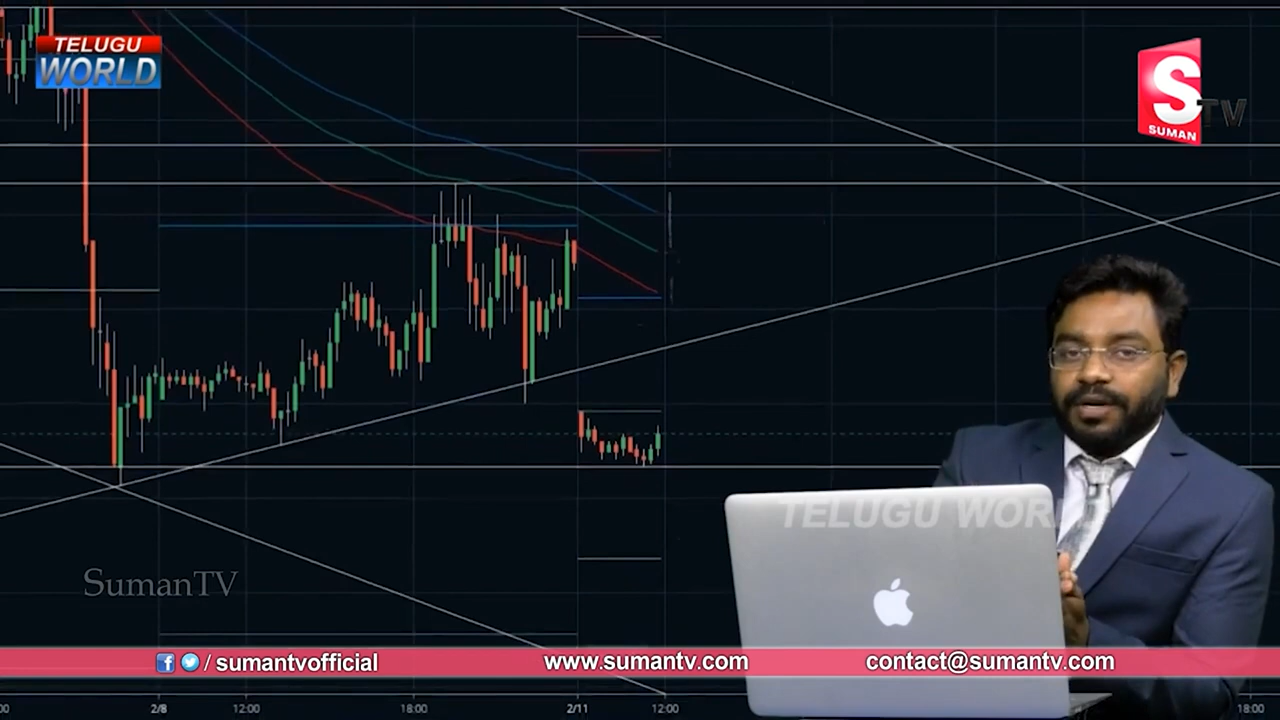 TELUGU
WORLD
S
TV
SUMAN
TELUGU WORLD
SumanTV
/ sumantvofficial
www.sumantv.com
contact@sumantv.com
2/8
12:00
18:00
2/11
12:00
18:00